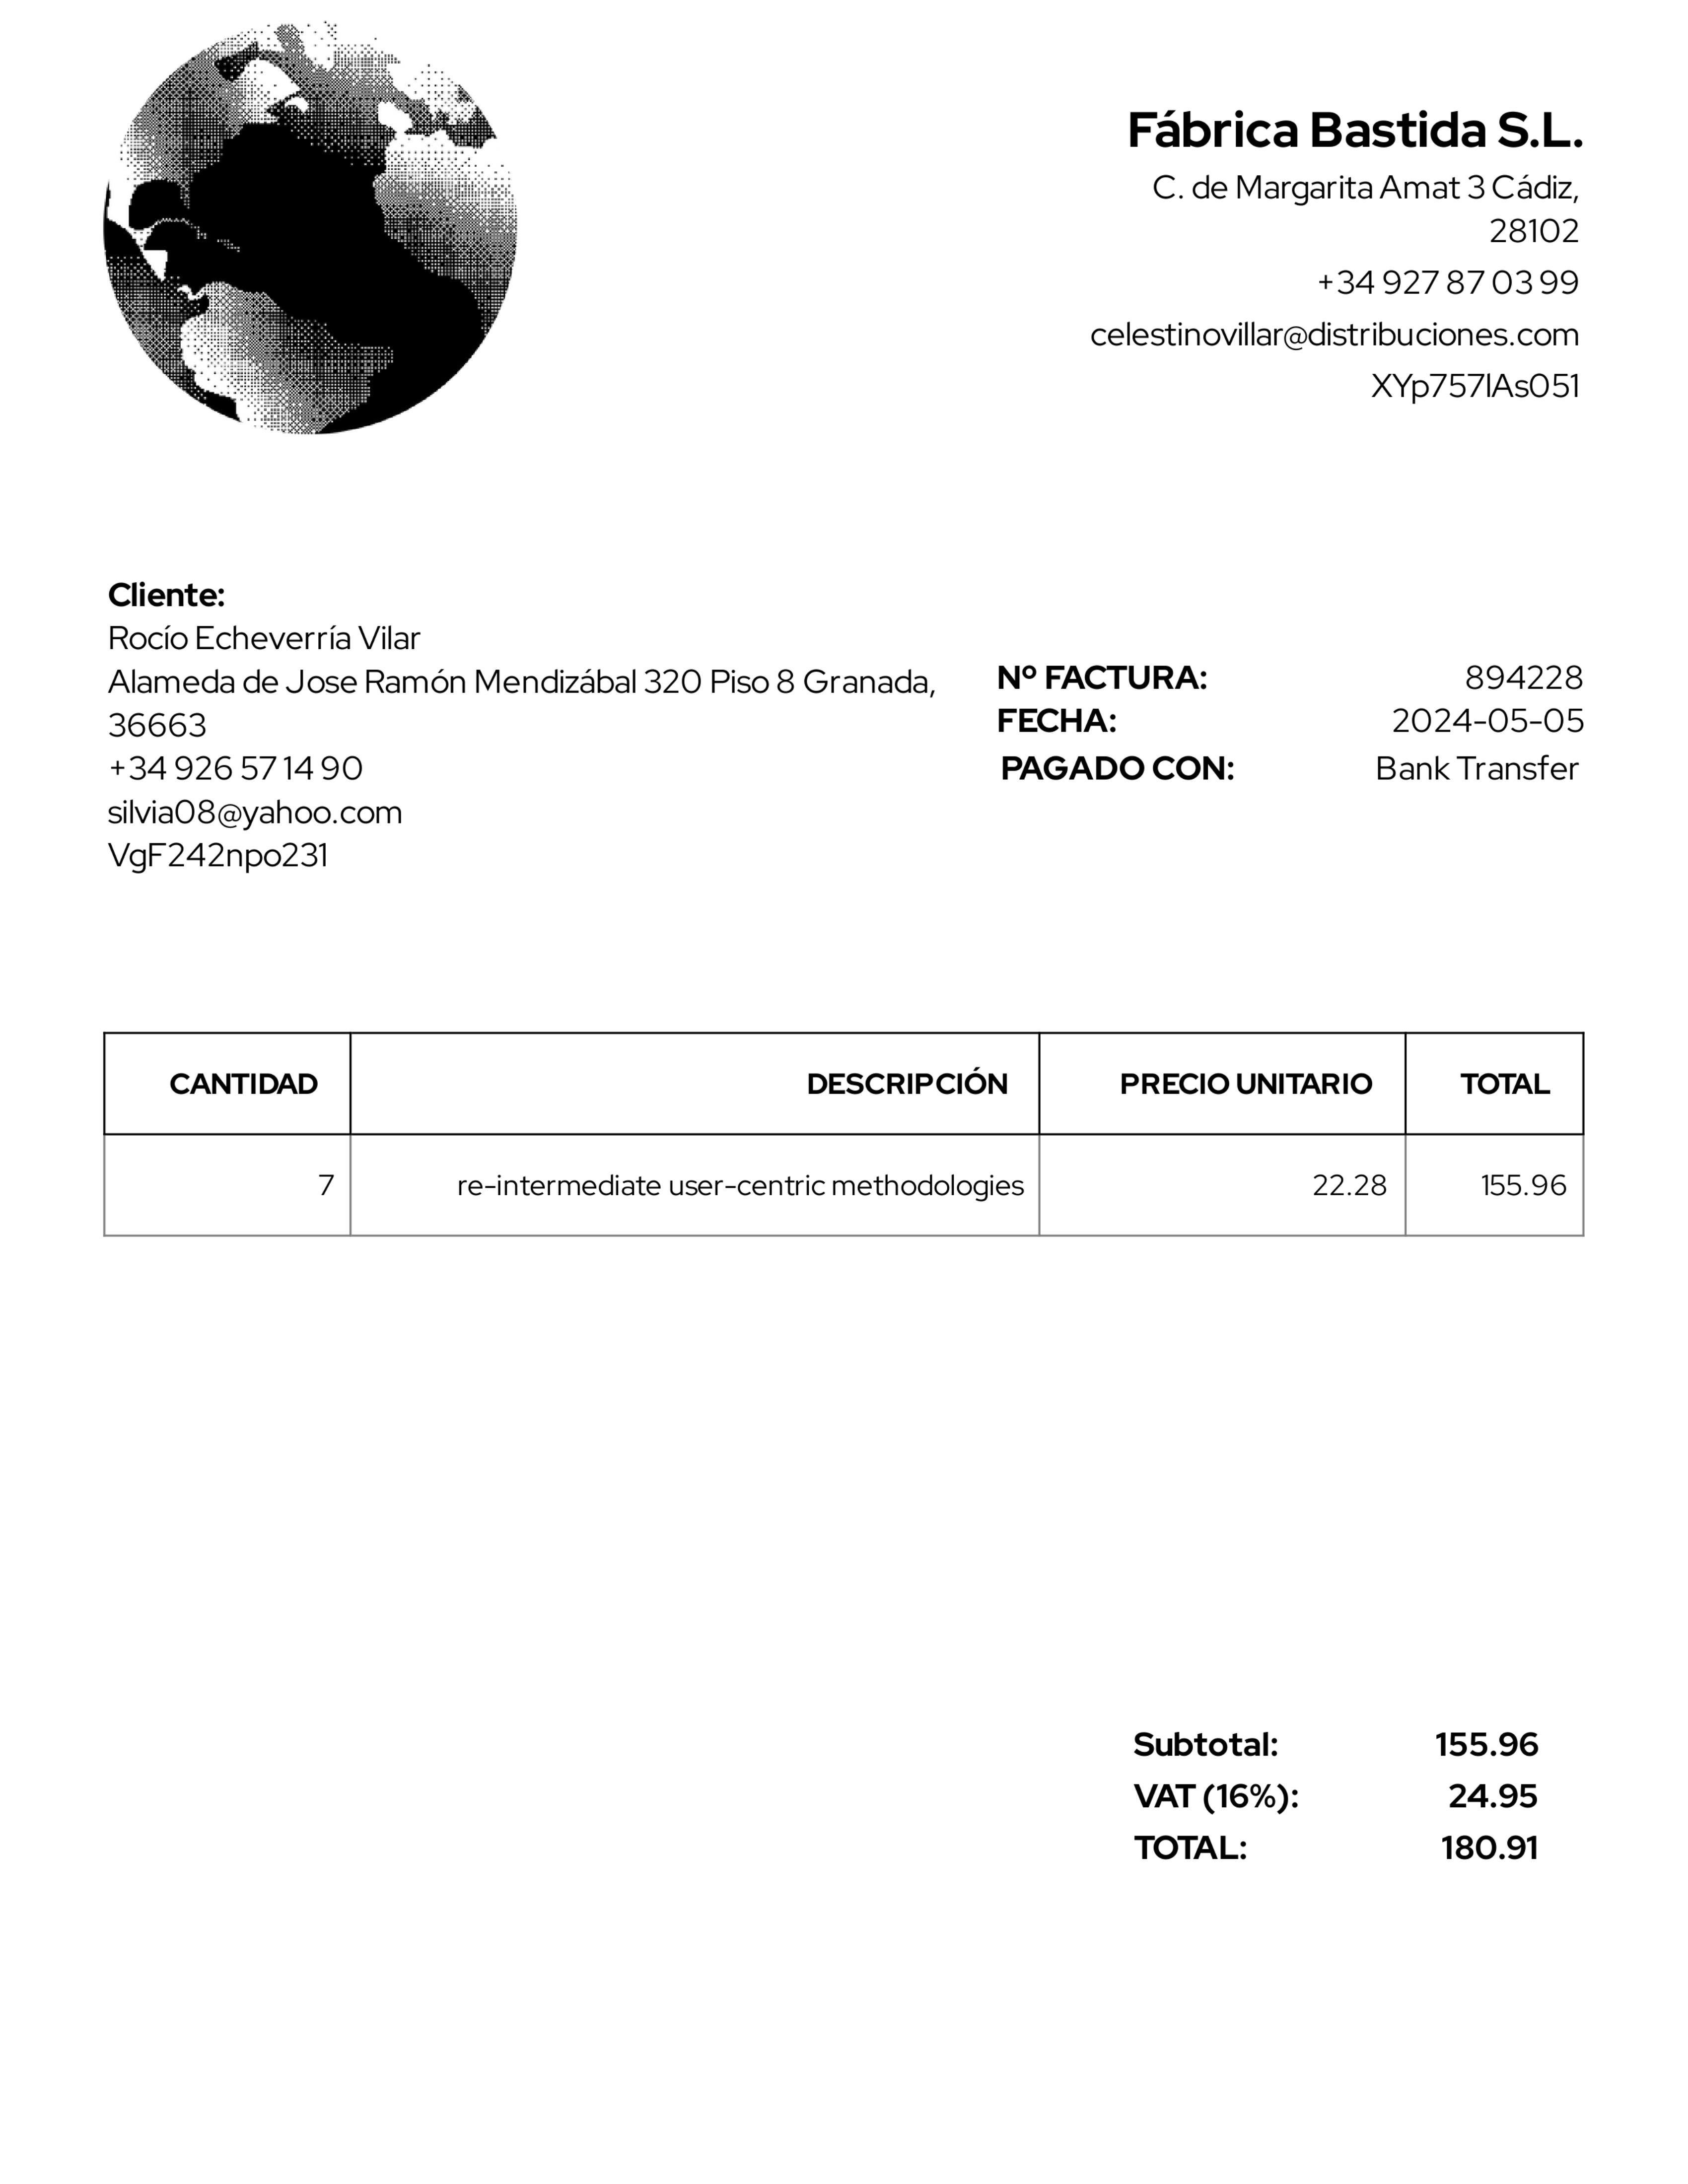 Fábrica Bastida S.L.
C. de Margarita Amat 3 Cádiz,
28102
+34 927 87 03 99
celestinovillar@distribuciones.com
XYp757lAs051
Cliente:
Rocío Echeverría Vilar
Alameda de Jose Ramón Mendizábal 320 Piso 8 Granada,
36663
+34 926 57 14 90
silvia08@yahoo.com
VgF242npo231
Nº FACTURA: 894228
FECHA: 2024-05-05
PAGADO CON: Bank Transfer
CANTIDAD DESCRIPCIÓN PRECIO UNITARIO TOTAL
7 re-intermediate user-centric methodologies 22.28 155.96
Subtotal: 155.96
VAT (16%): 24.95
TOTAL: 180.91